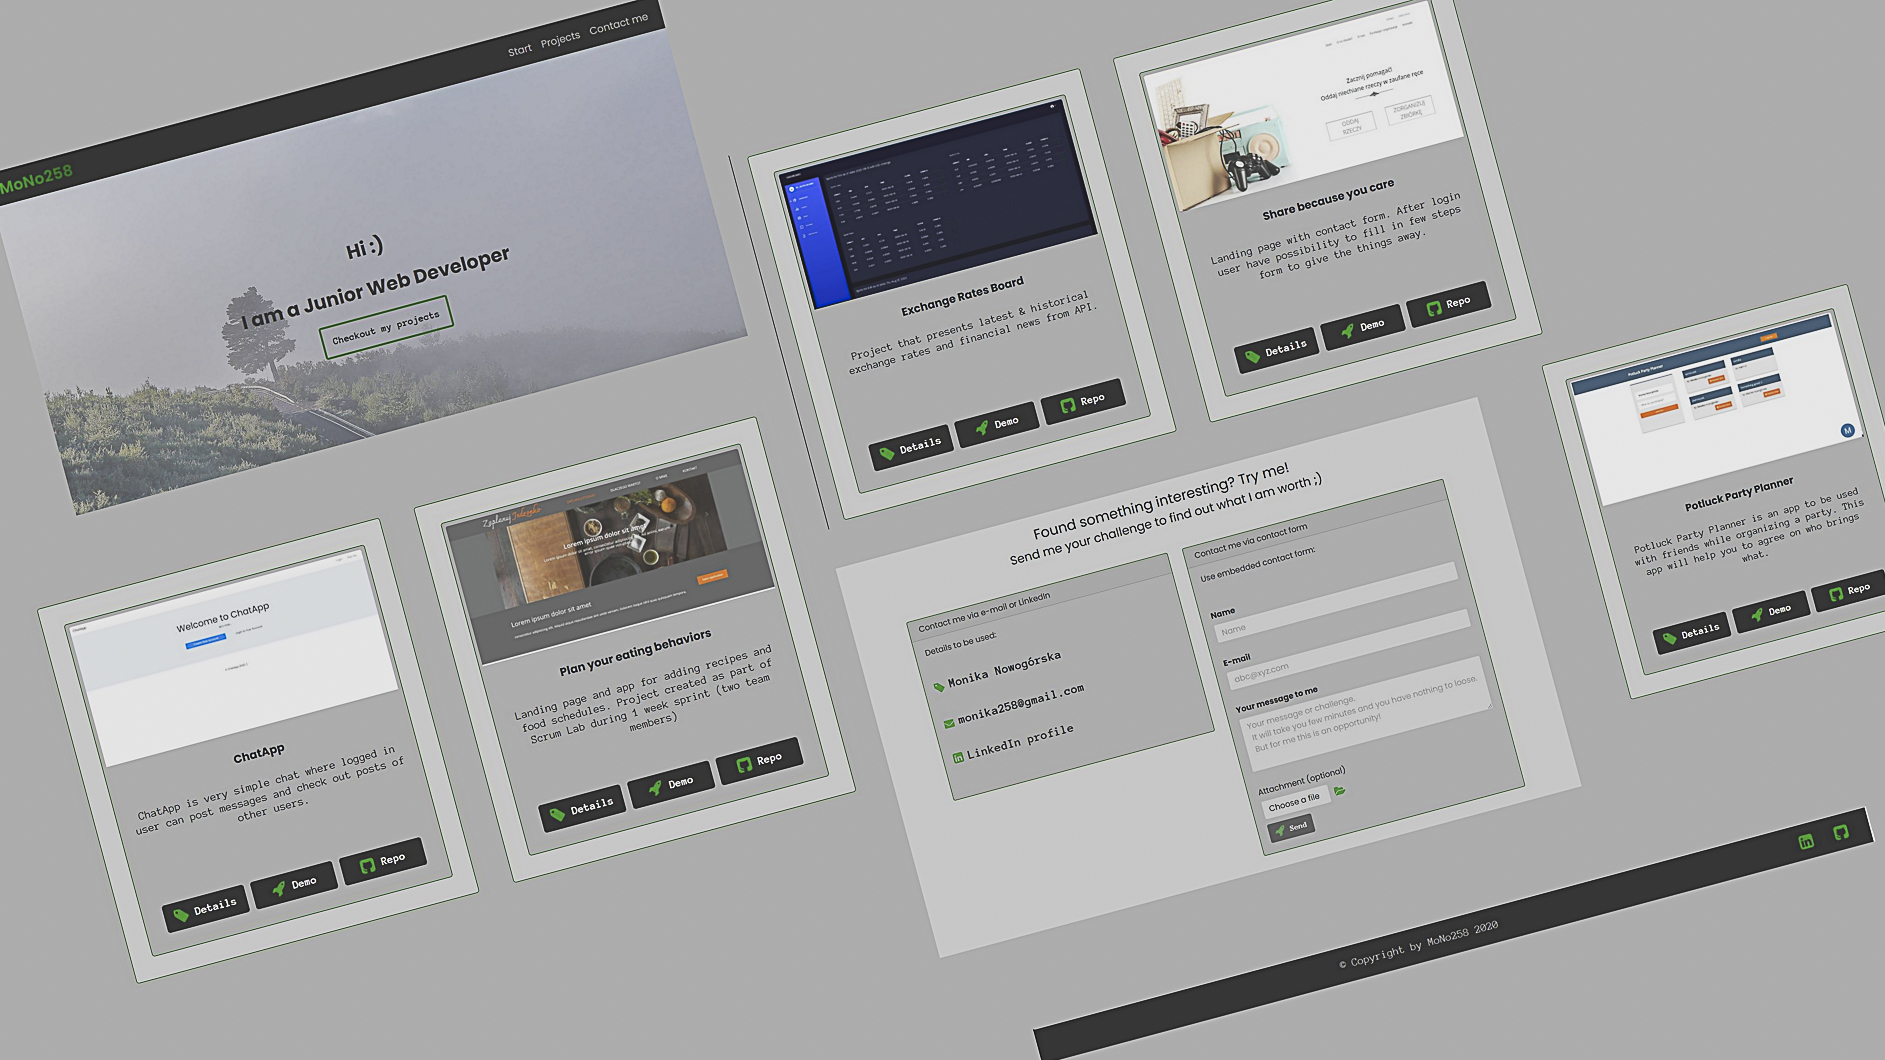 Start Projects Contact me
MoNo258
Hi :)
I am a Junior Web Developer
Checkout my projects
Exchange Rates Board
Project that presents latest & historical
exchange rates and financial news from API.
Details
Demo
Repo
Zacznij pomagać!
Oddaj niechciane rzeczy w zaufane ręce
ODDAJ
RZECZY
ZORGANIZUJ
ZBIÓRKĘ
Share because you care
Landing page with contact form. After login
user have possibility to fill in few steps
form to give the things away.
Details
Demo
Repo
Potluck Party Planner
M
Potluck Party Planner
Potluck Party Planner is an app to be used
with friends while organizing a party. This
app will help you to agree on who brings
what.
Details
Demo
Repo
Welcome to ChatApp
ChatApp
ChatApp is very simple chat where logged in
user can post messages and check out posts of
other users.
Details
Demo
Repo
Zaplanuj Jedzonko
Lorem ipsum dolor sit amet
Lorem ipsum dolor sit amet
Plan your eating behaviors
Landing page and app for adding recipes and
food schedules. Project created as part of
Scrum Lab during 1 week sprint (two team
members)
Details
Demo
Repo
Found something interesting? Try me!
Send me your challenge to find out what I am worth ;)
Contact me via e-mail or LinkedIn
Details to be used:
Monika Nowogórska
monika258@gmail.com
LinkedIn profile
Contact me via contact form
Use embedded contact form:
Name
Name
E-mail
abc@xyz.com
Your message to me
Your message or challenge.
It will take you few minutes and you have nothing to loose.
But for me this is an opportunity!
Attachment (optional)
Choose a file
Send
© Copyright by MoNo258 2020